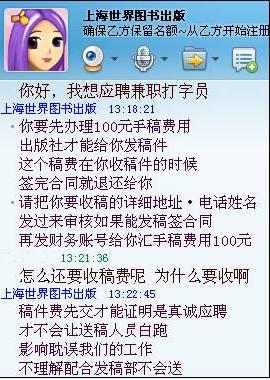 上海世界图书出版
确保乙方保留名额~从乙方开始注册
你好，我想应聘兼职打字员
上海世界图书出版 13:18:21
你要先办理100元手稿费用
出版社才能给你发稿件
这个稿费在你收稿件的时候
签完合同就退还给你
请把你要收稿的详细地址·电话姓名
发过来审核如果能发稿签合同
再发财务账号给你汇手稿费用100元
13:21:36
怎么还要收稿费呢 为什么要收啊
上海世界图书出版 13:22:45
稿件费先交才能证明是真诚应聘
才不会让送稿人员白跑
影响耽误我们的工作
不理解配合发稿部不会送